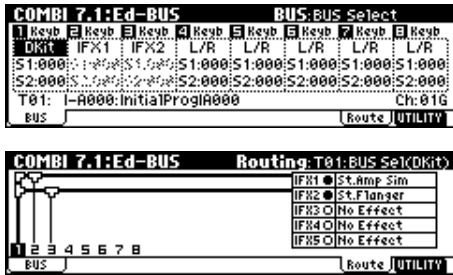 COMBI 7.1:Ed-BUS BUS:BUS Select
1 Keyb 2 Keyb 3 Keyb 4 Keyb 5 Keyb 6 Keyb 7 Keyb 8 Keyb
DKit IFX1 IFX2 L/R L/R L/R L/R L/R
S1:000 S1:000 S1:000 S1:000 S1:000 S1:000
S2:000 S2:000 S2:000 S2:000 S2:000 S2:000
T01: I-A000:InitialProgIA000 Ch:01G
BUS Route UTILITY
COMBI 7.1:Ed-BUS Routing:T01:BUS Sel(DKit)
IFX1 ● St.Amp Sim
IFX2 ● St.Flanger
IFX3 ○ No Effect
IFX4 ○ No Effect
IFX5 ○ No Effect
1 2 3 4 5 6 7 8
BUS Route UTILITY